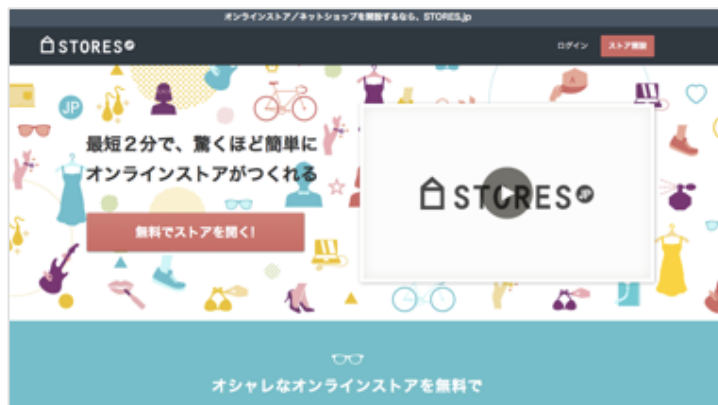 オンラインストア/ネットショップを開設するなら、STORES.jp
STORES.JP
ログイン
ストア開設
JP
最短2分で、驚くほど簡単に
オンラインストアがつくれる
無料でストアを開く!
STORES.JP
オシャレなオンラインストアを無料で